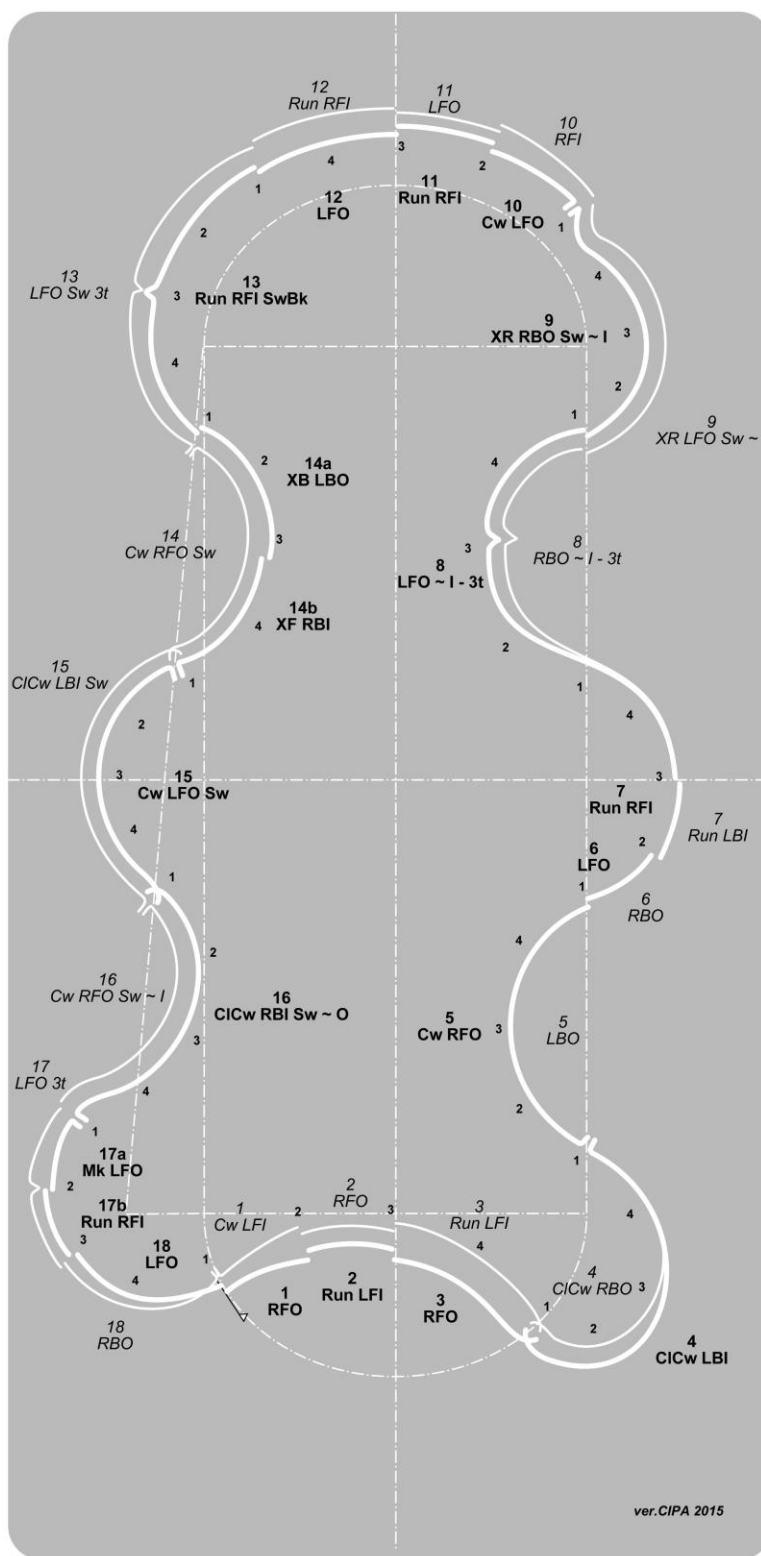 12
Run RFI
11
LFO
10
RFI
3
4
2
1
12
LFO
11
Run RFI
10
Cw LFO
1
2
4
13
LFO Sw 3t
13
Run RFI SwBk
3
3
9
XR RBO Sw ~ I
4
2
1
1
9
XR LFO Sw ~
2
14a
XB LBO
4
14
Cw RFO Sw
3
3
8
LFO ~ I - 3t
8
RBO ~ I - 3t
14b
XF RBI
4
2
15
ClCw LBI Sw
1
1
2
4
3
15
Cw LFO Sw
3
7
Run RFI
7
Run LBI
4
2
6
LFO
1
1
6
RBO
2
4
16
Cw RFO Sw ~ I
16
ClCw RBI Sw ~ O
5
Cw RFO
5
LBO
3
3
17
LFO 3t
4
2
1
1
17a
Mk LFO
2
17b
Run RFI
2
RFO
1
Cw LFI
2
3
3
Run LFI
4
3
18
LFO
4
1
4
ClCw RBO
3
4
18
RBO
1
RFO
2
Run LFI
3
RFO
1
2
4
ClCw LBI
ver.CIPA 2015